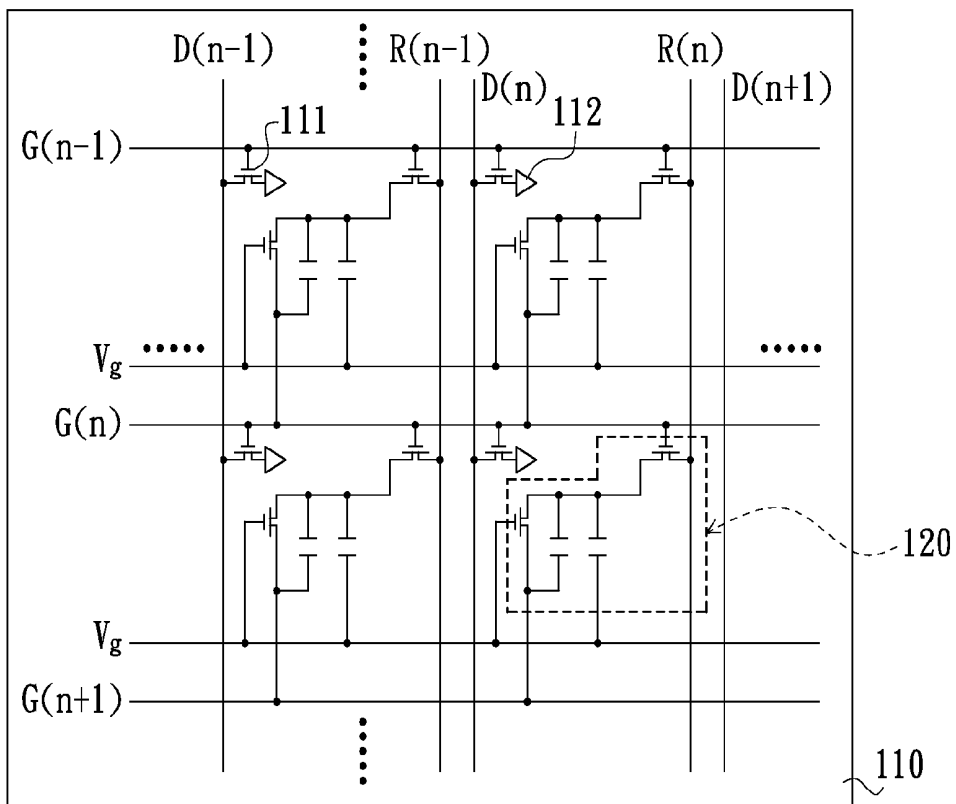 D(n-1)
R(n-1)
D(n)
R(n)
D(n+1)
111
112
G(n-1)
Vg
G(n)
120
Vg
G(n+1)
110